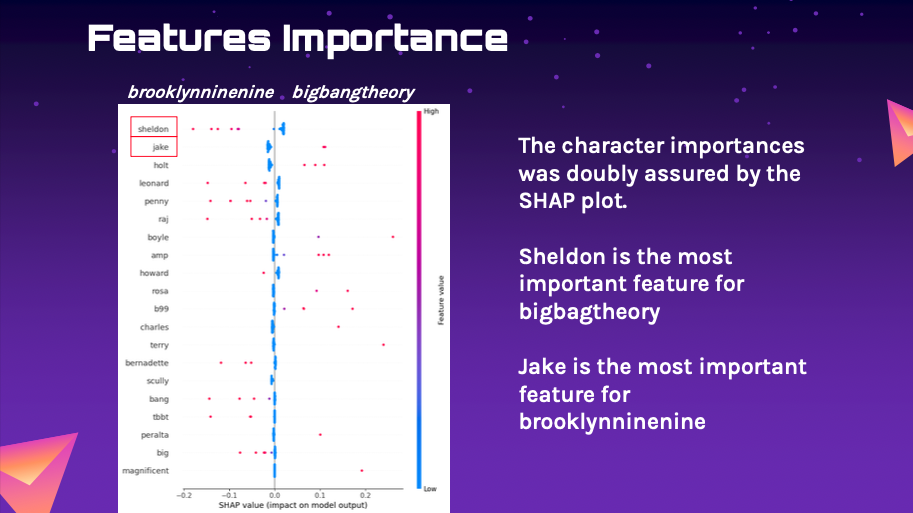 Features Importance
brooklynninenine bigbangtheory
High
sheldon
jake
holt
leonard
penny
raj
boyle
amp
howard
rosa
b99
charles
terry
bernadette
scully
bang
tbbt
peralta
big
magnificent
Feature value
Low
−0.2 −0.1 0.0 0.1 0.2
SHAP value (impact on model output)
The character importances
was doubly assured by the
SHAP plot.
Sheldon is the most
important feature for
bigbagtheory
Jake is the most important
feature for
brooklynninenine